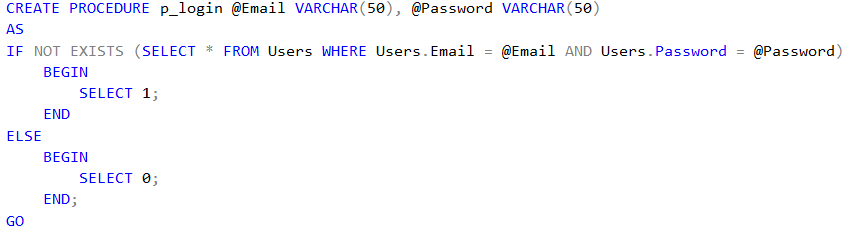 CREATE PROCEDURE p_login @Email VARCHAR(50), @Password VARCHAR(50)
AS
IF NOT EXISTS (SELECT * FROM Users WHERE Users.Email = @Email AND Users.Password = @Password)
    BEGIN
        SELECT 1;
    END
ELSE
    BEGIN
        SELECT 0;
    END;
GO